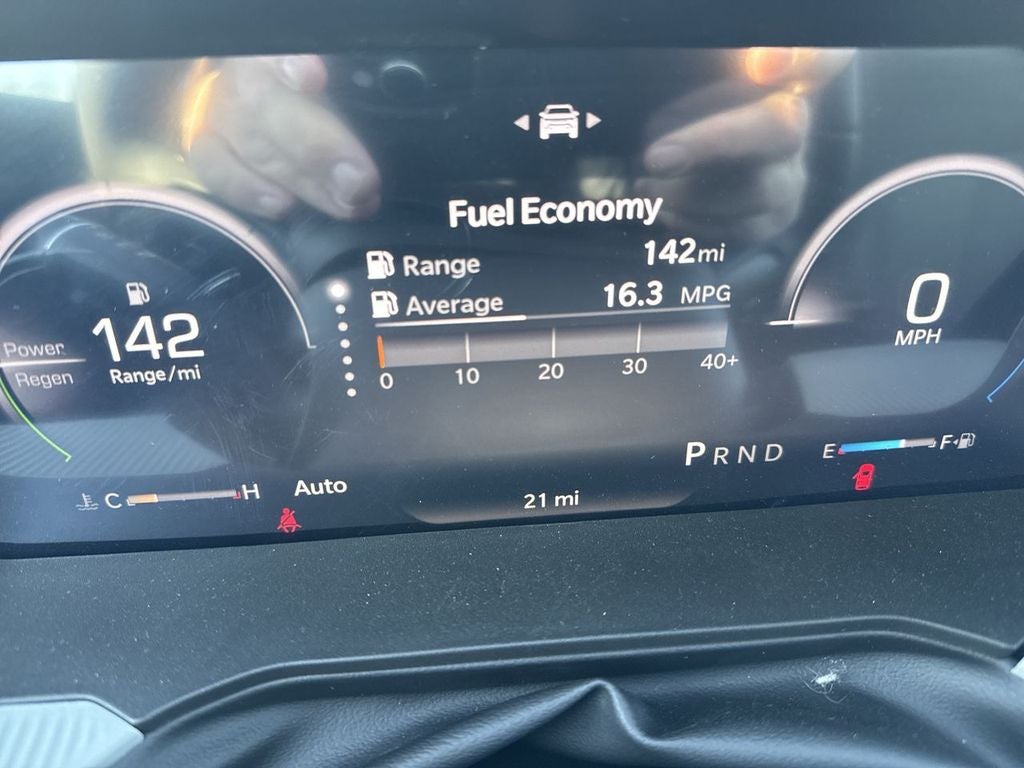 Fuel Economy
Range 142mi
Average 16.3 MPG
0 10 20 30 40+
142
Range/mi
Power
Regen
0
MPH
PRND
E F
C H
Auto
21 mi